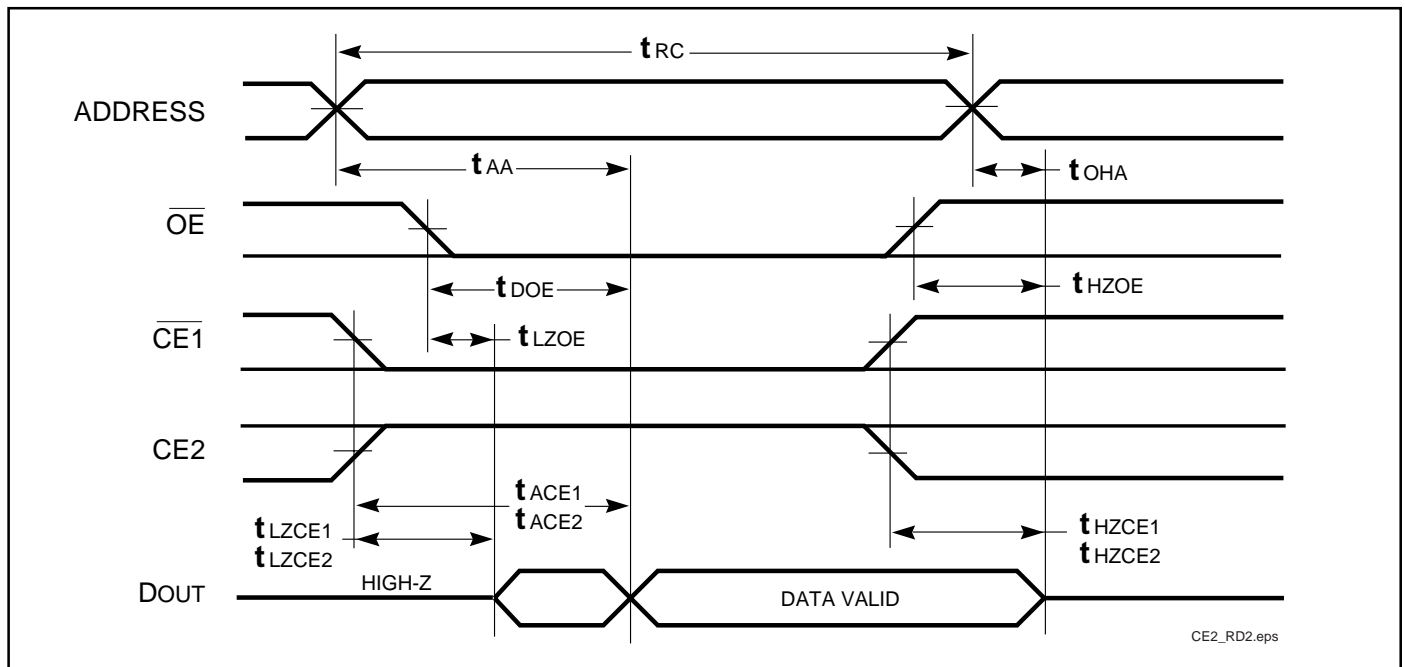 tRC
ADDRESS
tAA
tOHA
OE
tDOE
tHZOE
CE1
tLZOE
CE2
tACE1
tACE2
tLZCE1
tLZCE2
tHZCE1
tHZCE2
HIGH-Z
DOUT
DATA VALID
CE2_RD2.eps